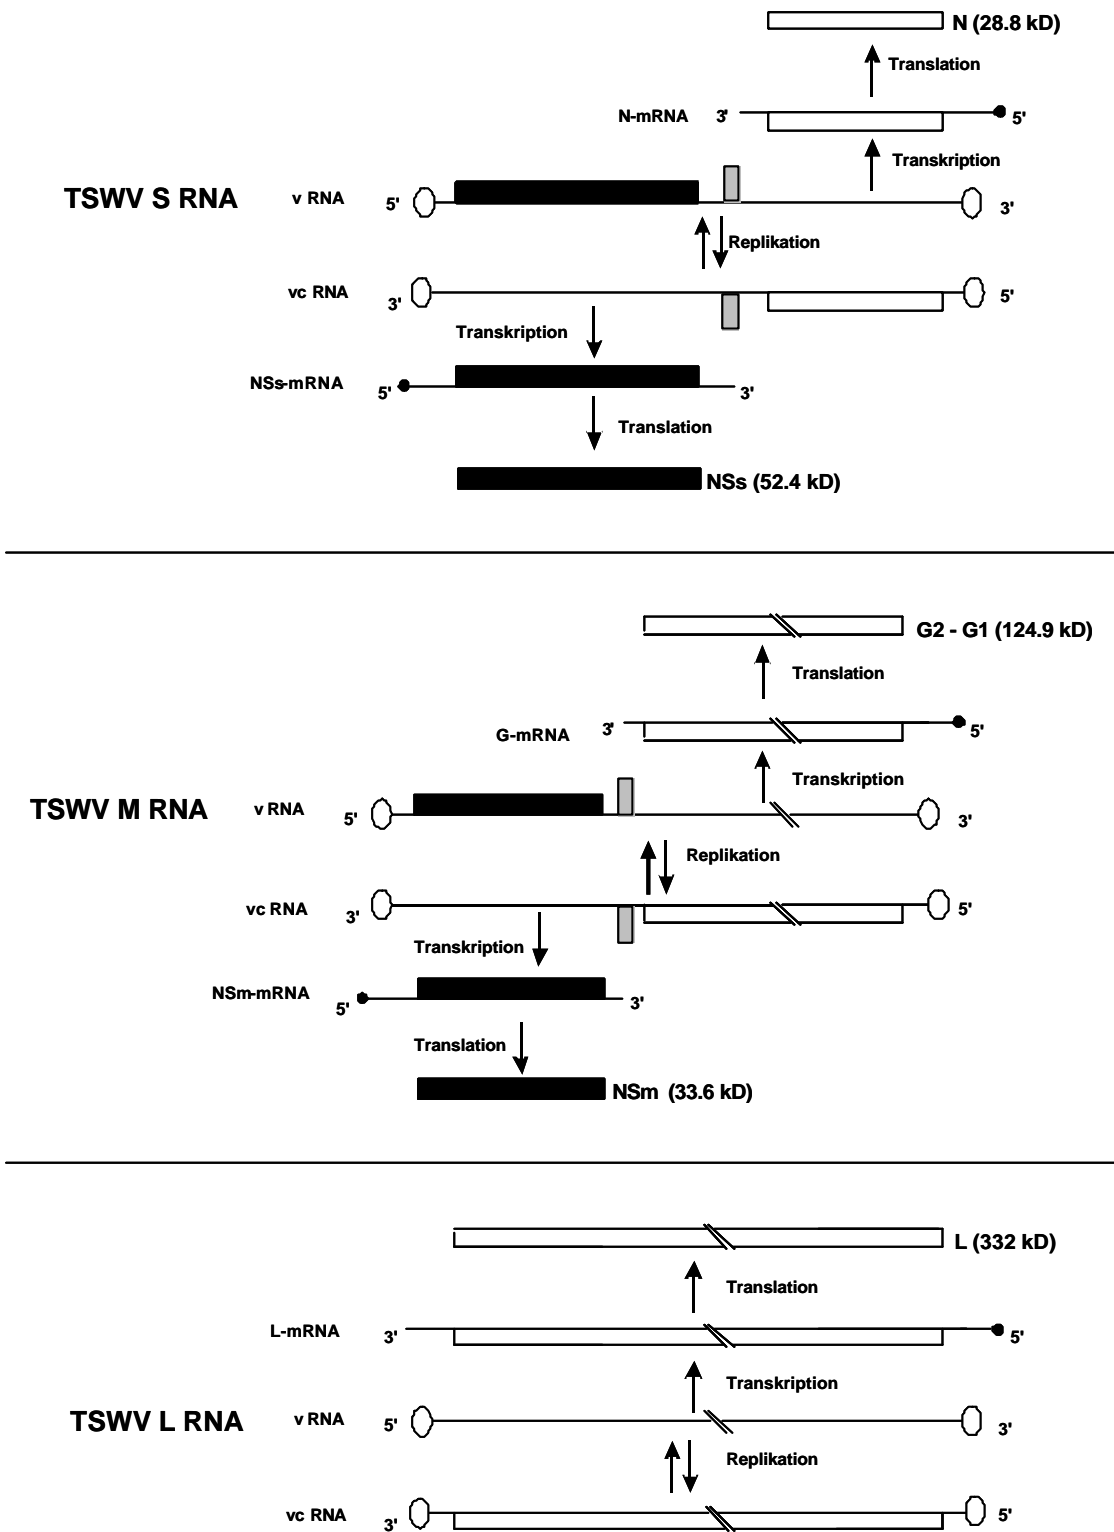 N (28.8 kD)
Translation
N-mRNA 3' 5'
Transkription
TSWV S RNA v RNA 5' 3'
Replikation
vc RNA 3' 5'
Transkription
NSs-mRNA 5' 3'
Translation
NSs (52.4 kD)
G2 - G1 (124.9 kD)
Translation
G-mRNA 3' 5'
Transkription
TSWV M RNA v RNA 5' 3'
Replikation
vc RNA 3' 5'
Transkription
NSm-mRNA 5' 3'
Translation
NSm (33.6 kD)
L (332 kD)
Translation
L-mRNA 3' 5'
Transkription
TSWV L RNA v RNA 5' 3'
Replikation
vc RNA 3' 5'